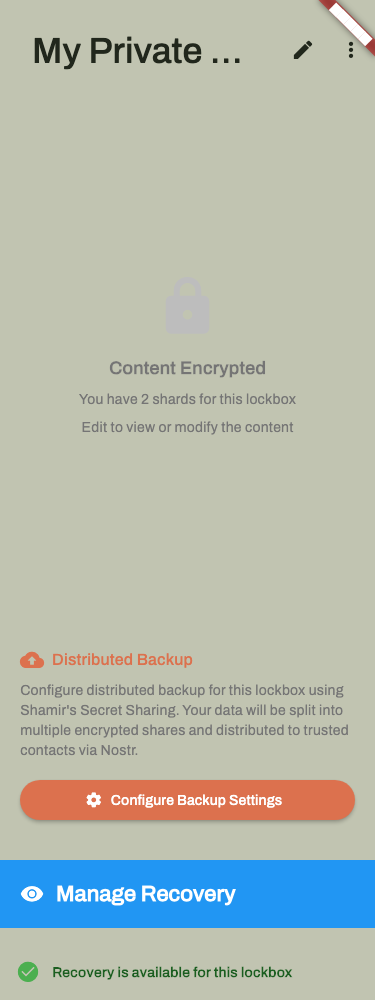 My Private ...
Content Encrypted
You have 2 shards for this lockbox
Edit to view or modify the content
Distributed Backup
Configure distributed backup for this lockbox using
Shamir's Secret Sharing. Your data will be split into
multiple encrypted shares and distributed to trusted
contacts via Nostr.
Configure Backup Settings
Manage Recovery
Recovery is available for this lockbox